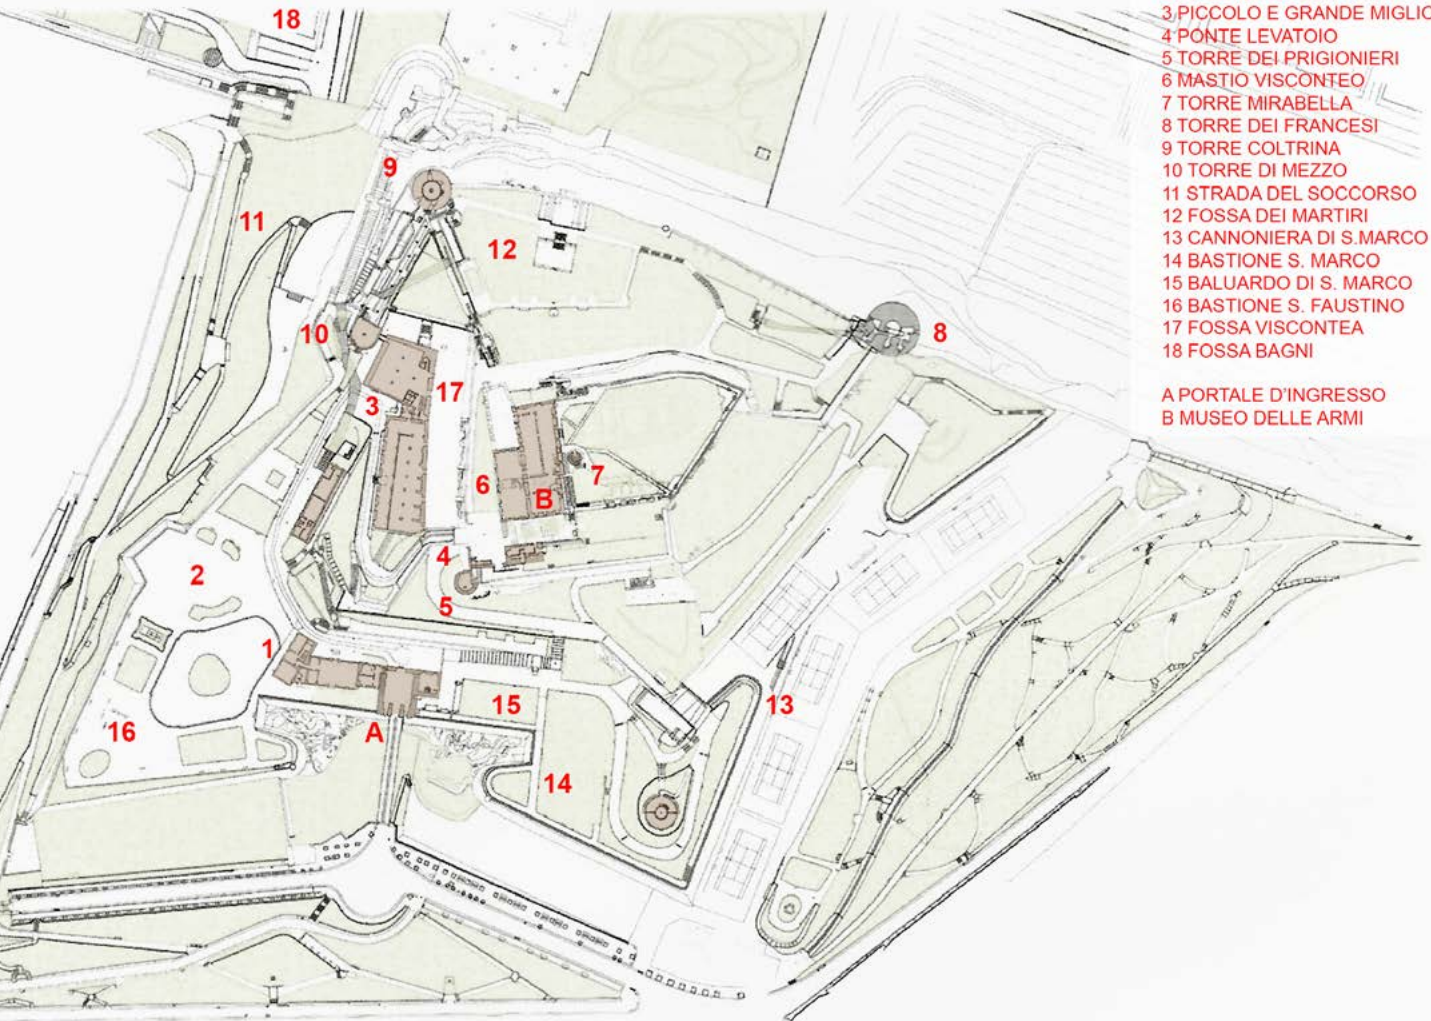 18
3 PICCOLO E GRANDE MIGLIO
4 PONTE LEVATOIO
5 TORRE DEI PRIGIONIERI
6 MASTIO VISCONTEO
7 TORRE MIRABELLA
8 TORRE DEI FRANCESI
9 TORRE COLTRINA
10 TORRE DI MEZZO
11 STRADA DEL SOCCORSO
12 FOSSA DEI MARTIRI
13 CANNONIERA DI S.MARCO
14 BASTIONE S. MARCO
15 BALUARDO DI S. MARCO
16 BASTIONE S. FAUSTINO
17 FOSSA VISCONTEA
18 FOSSA BAGNI
A PORTALE D'INGRESSO
B MUSEO DELLE ARMI
9
11
12
10
8
17
3
7
6
B
4
2
5
1
15
13
A
16
14